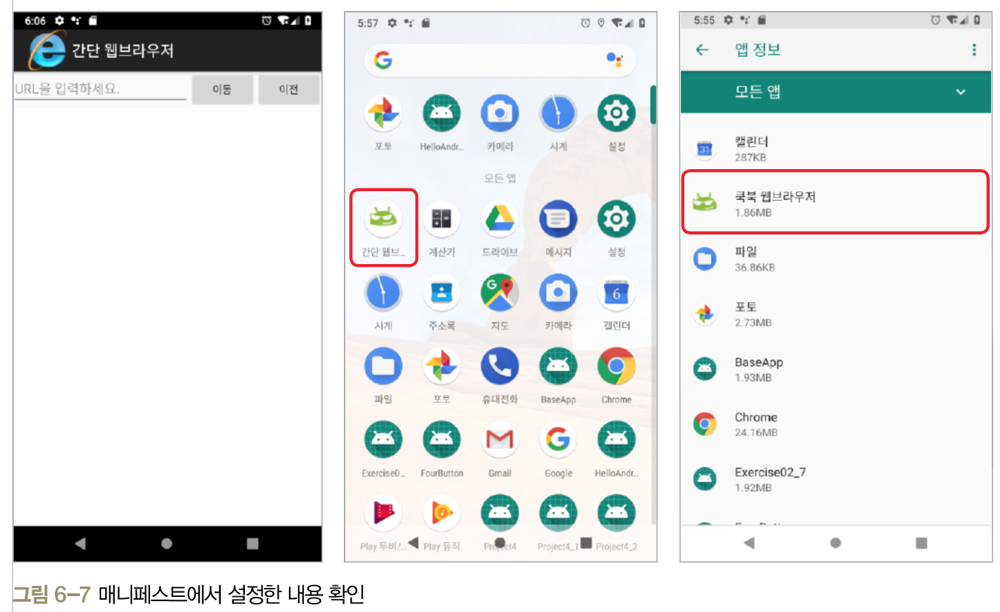 6:06
간단 웹브라우저
URL을 입력하세요. 이동 이전
5:57
포토 HelloAndr... 카메라 시계 설정
모든 앱
간단 웹브... 계산기 드라이브 메시지 설정
6
시계 주소록 지도 카메라 캘린더
파일 포토 휴대전화 BaseApp Chrome
Exercise0... FourButton Gmail Google HelloAndr...
Play 무비/... Play 뮤직 Project4 Project4_1 Project4_2
5:55
앱 정보
모든 앱
31
캘린더
287KB
쿡북 웹브라우저
1.86MB
파일
36.86KB
포토
2.73MB
BaseApp
1.93MB
Chrome
24.16MB
Exercise02_7
1.92MB
그림 6-7 매니페스트에서 설정한 내용 확인